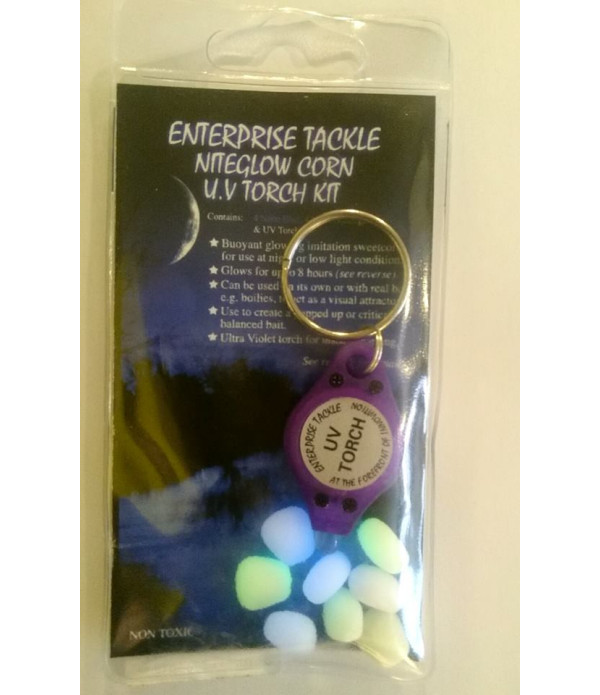 ENTERPRISE TACKLE
NITEGLOW CORN
U.V TORCH KIT
Contains:
& UV Torch
★ Buoyant glowing imitation sweetcorn
for use at night or low light condition
★ Glows for up to 8 hours (see reverse)
★ Can be used on its own or with real
e.g. boilies, to act as a visual attractor
★ Use to create a popped up or critically
balanced bait.
★ Ultra Violet torch for
See
ENTERPRISE TACKLE
UV
TORCH
AT THE FOREFRONT OF INNOVATION
NON TOXIC